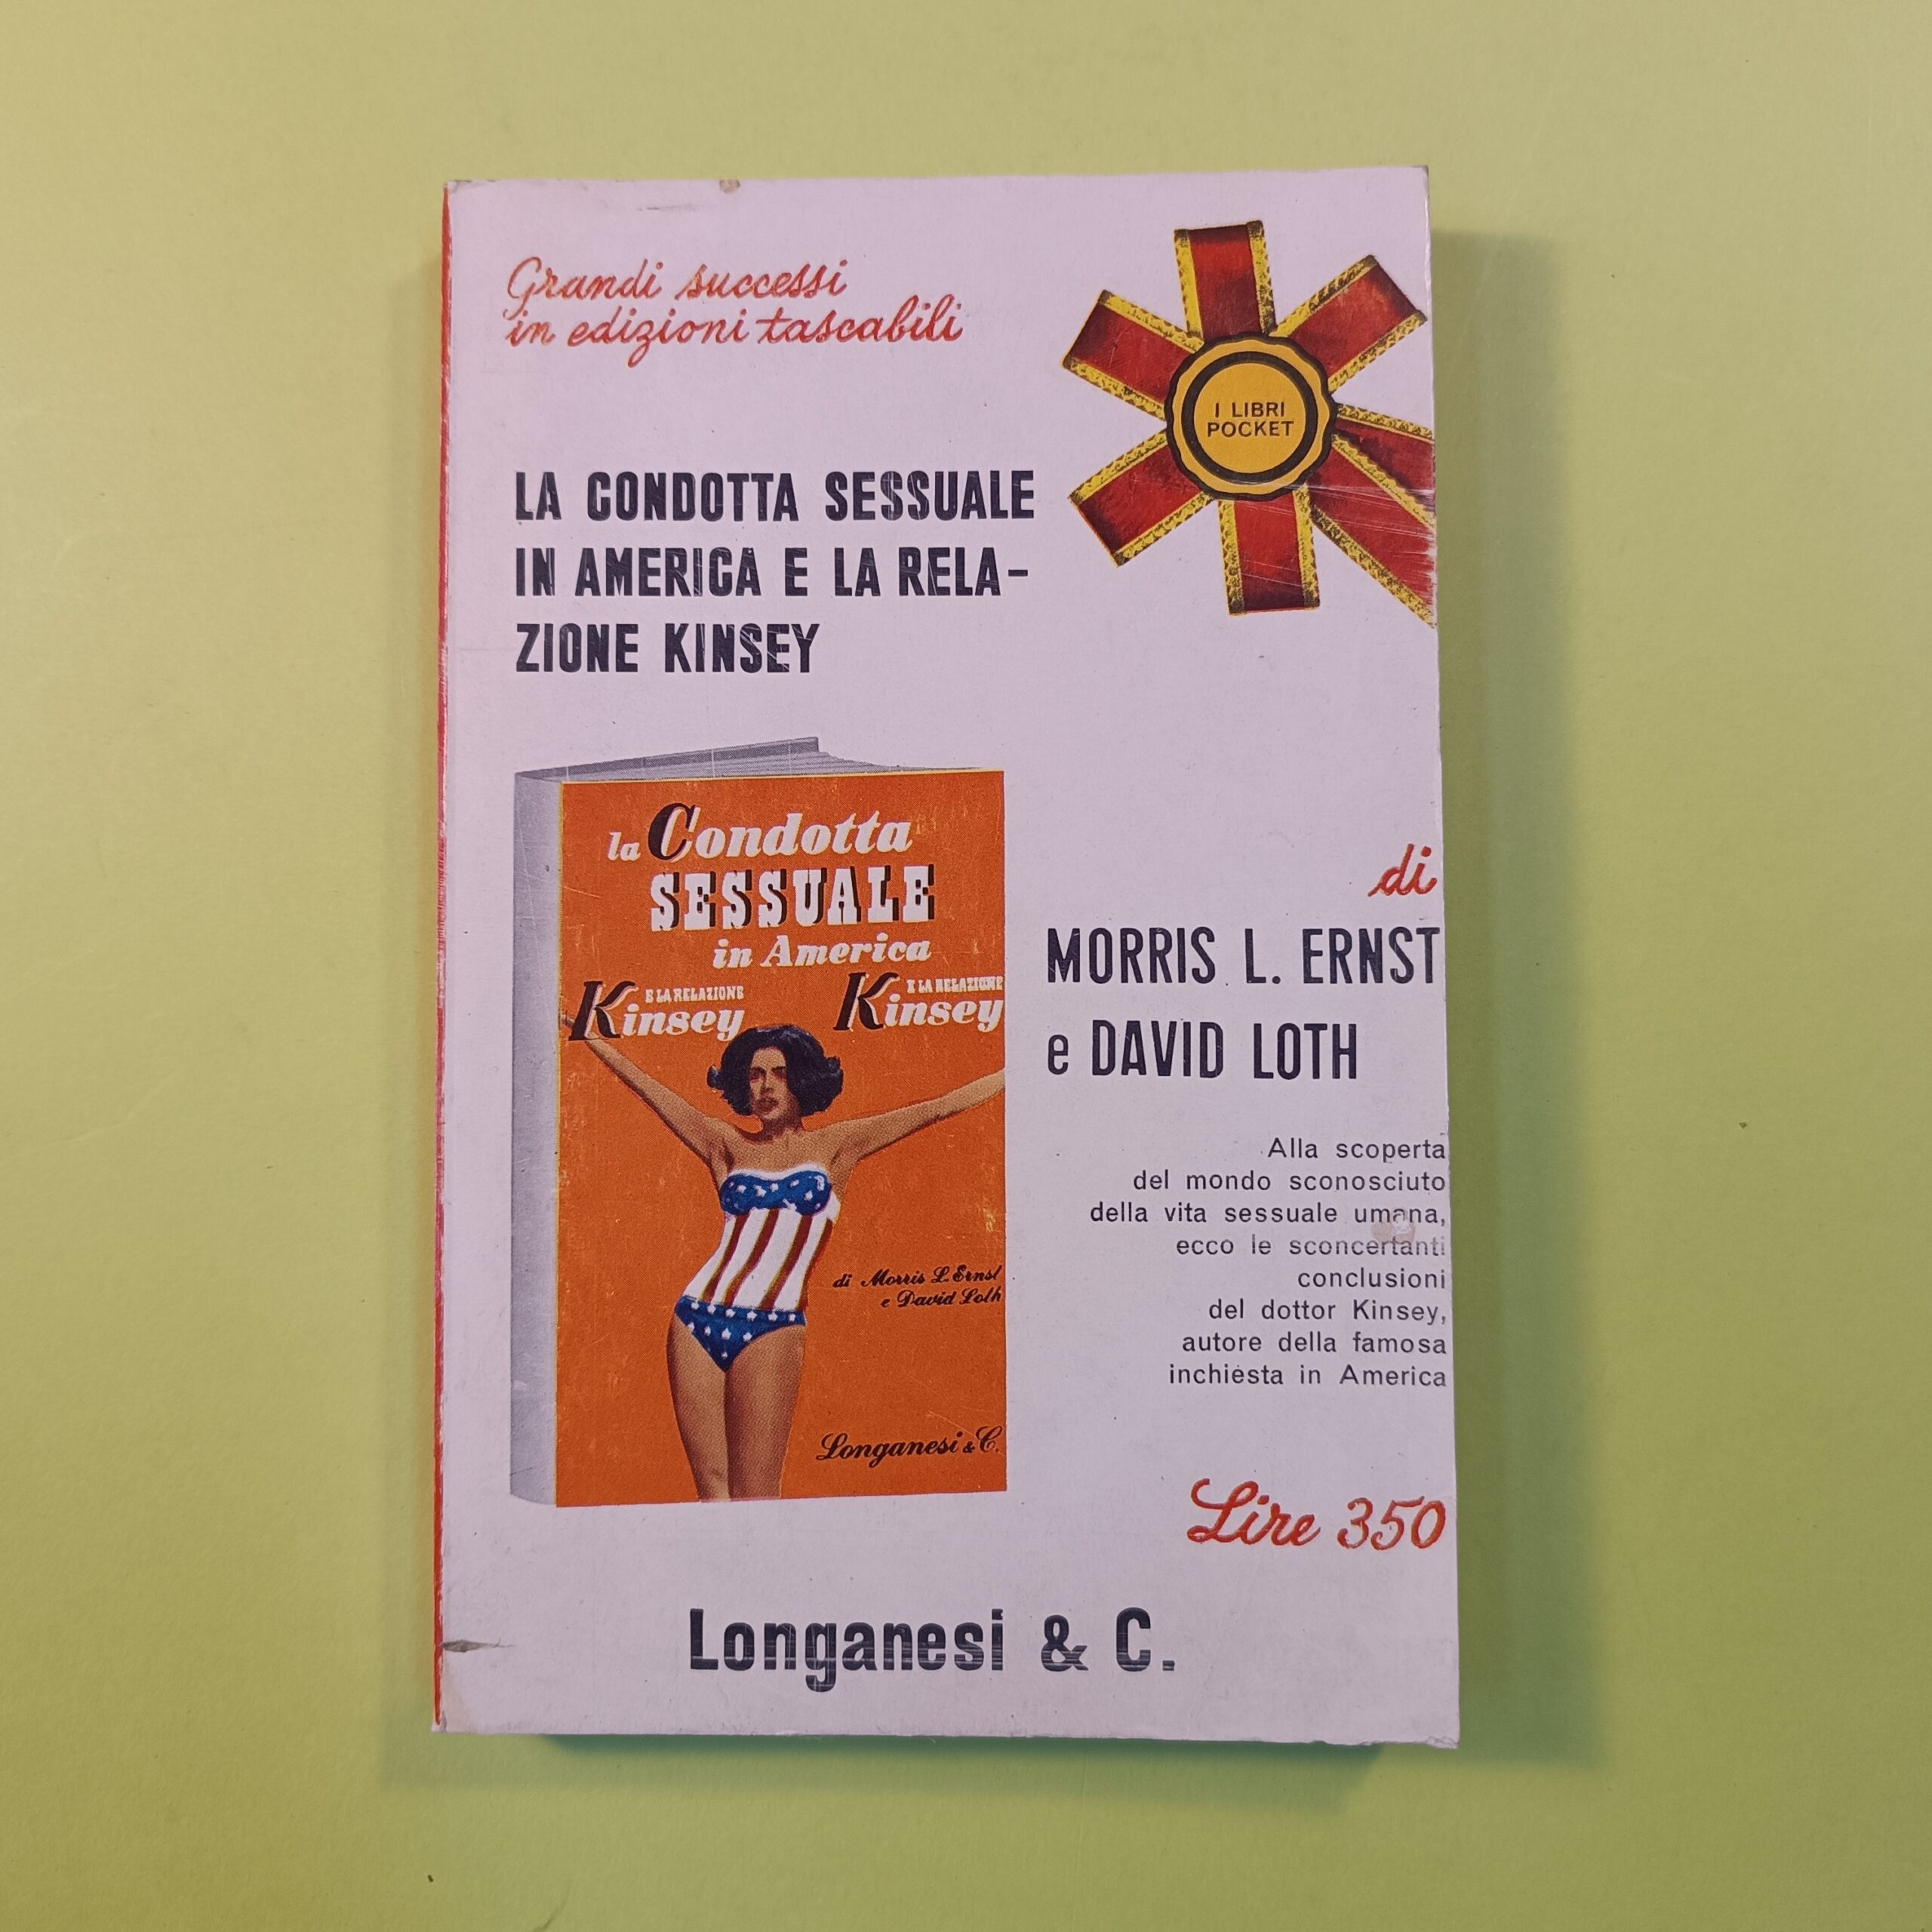 Grandi successi
in edizioni tascabili
I LIBRI
POCKET
LA CONDOTTA SESSUALE
IN AMERICA E LA RELA-
ZIONE KINSEY
la Condotta
SESSUALE
in America
E LA RELAZIONE
Kinsey
E LA RELAZIONE
Kinsey
di Morris L. Ernst
e David Loth
Longanesi & C.
di
MORRIS L. ERNST
e DAVID LOTH
Alla scoperta
del mondo sconosciuto
della vita sessuale umana,
ecco le sconcertanti
conclusioni
del dottor Kinsey,
autore della famosa
inchiesta in America
Lire 350
Longanesi & C.